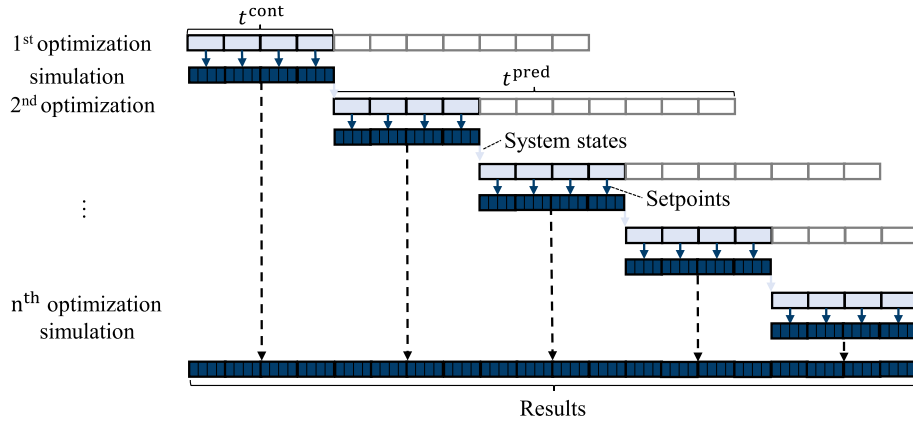 t^cont
1st optimization
simulation
t^pred
2nd optimization
System states
Setpoints
⋮
nth optimization
simulation
Results